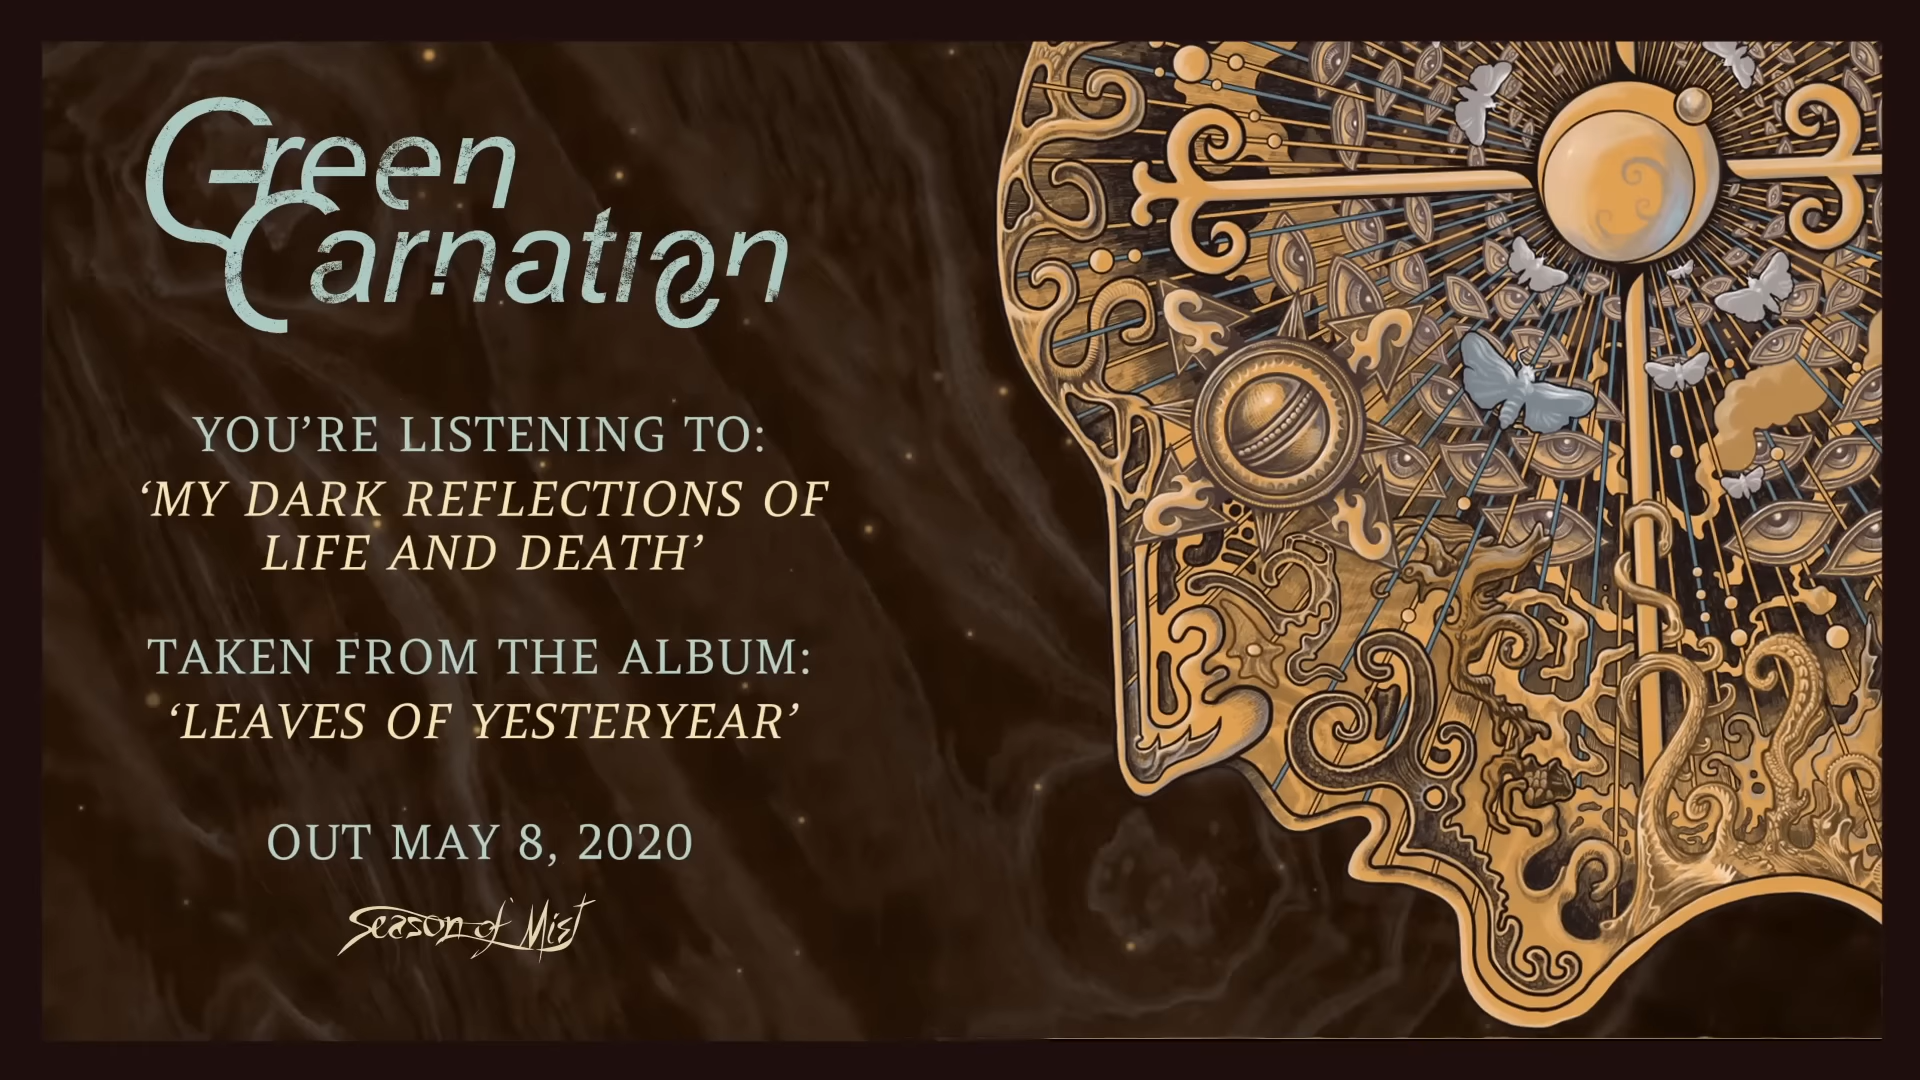 Green
Carnation
YOU’RE LISTENING TO:
‘MY DARK REFLECTIONS OF
LIFE AND DEATH’
TAKEN FROM THE ALBUM:
‘LEAVES OF YESTERYEAR’
OUT MAY 8, 2020
Season of Mist